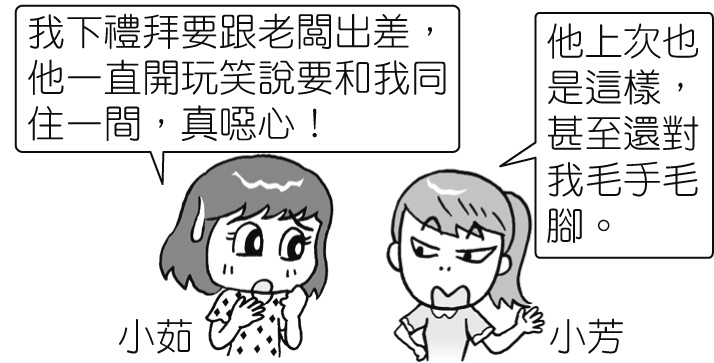 我下禮拜要跟老闆出差，
他一直開玩笑說要和我同
住一間，真噁心！
他上次也
是這樣，
甚至還對
我毛手毛
腳。
小茹
小芳